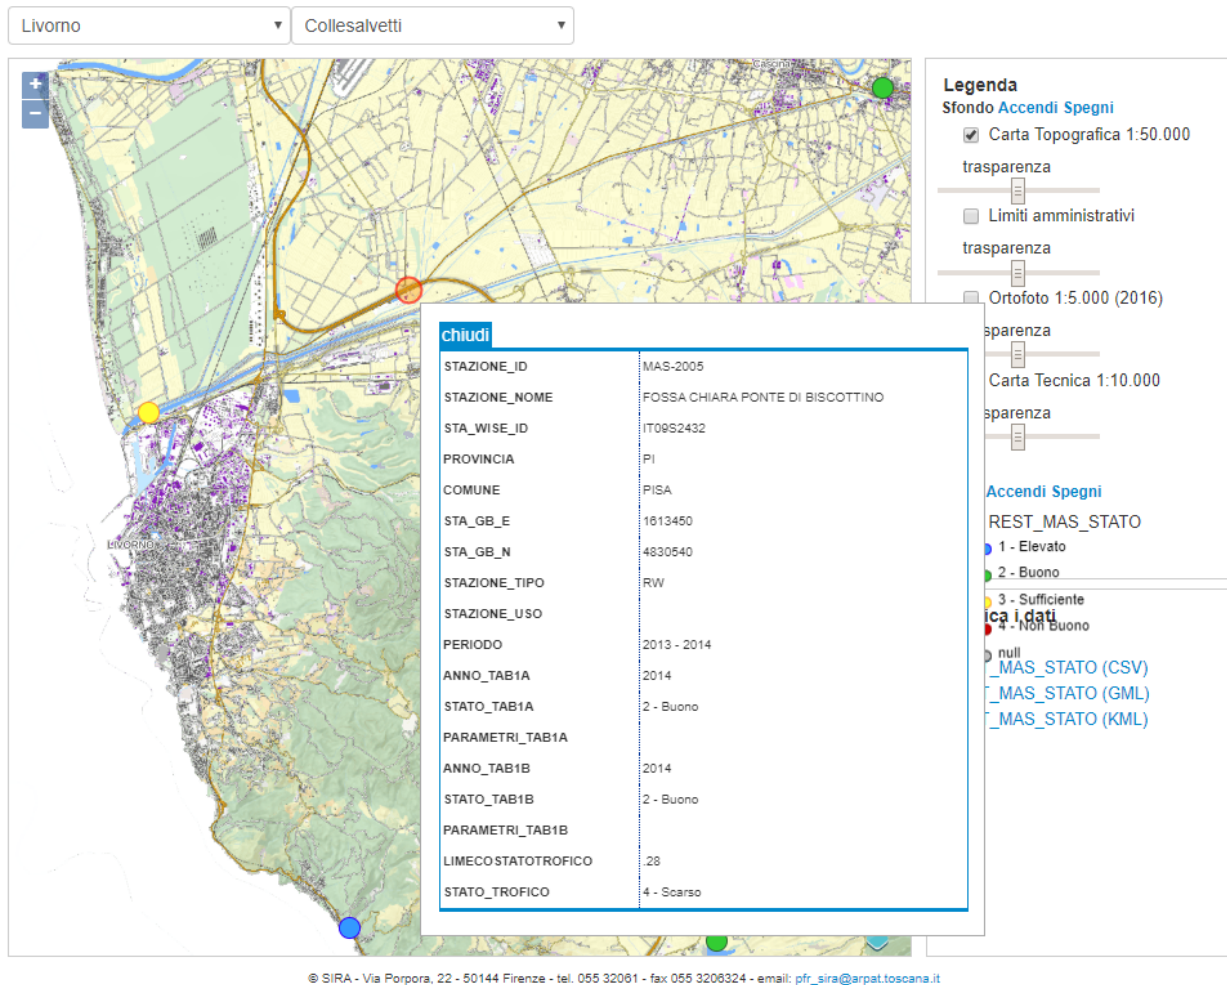 Livorno
Collesalvetti
+
−
Cascina
LIVORNO
Legenda
Sfondo Accendi Spegni
Carta Topografica 1:50.000
trasparenza
Limiti amministrativi
trasparenza
Ortofoto 1:5.000 (2016)
sparenza
Carta Tecnica 1:10.000
sparenza
Accendi Spegni
REST_MAS_STATO
1 - Elevato
2 - Buono
3 - Sufficiente
ica i dati
4 - Non Buono
null
_MAS_STATO (CSV)
T_MAS_STATO (GML)
T_MAS_STATO (KML)
chiudi
STAZIONE_ID MAS-2005
STAZIONE_NOME FOSSA CHIARA PONTE DI BISCOTTINO
STA_WISE_ID IT09S2432
PROVINCIA PI
COMUNE PISA
STA_GB_E 1613450
STA_GB_N 4830540
STAZIONE_TIPO RW
STAZIONE_USO
PERIODO 2013 - 2014
ANNO_TAB1A 2014
STATO_TAB1A 2 - Buono
PARAMETRI_TAB1A
ANNO_TAB1B 2014
STATO_TAB1B 2 - Buono
PARAMETRI_TAB1B
LIMECOSTATOTROFICO .28
STATO_TROFICO 4 - Scarso
© SIRA - Via Porpora, 22 - 50144 Firenze - tel. 055 32061 - fax 055 3206324 - email: pfr_sira@arpat.toscana.it